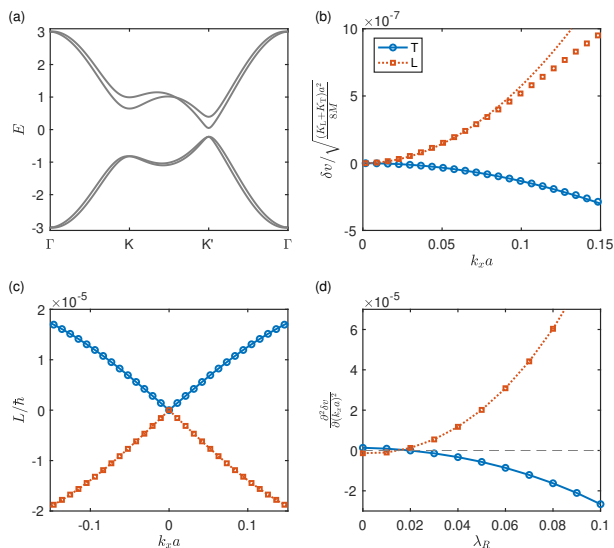 (a)
3
2
1
0
-1
-2
-3
E
Γ
K
K'
Γ
(b)
×10⁻⁷
10
5
0
-5
δv/√((K_L+K_T)a²/8M)
T
L
0.05
0.1
0.15
k_x a
(c)
×10⁻⁵
2
1
0
-1
-2
L/ħ
-0.1
0
0.1
k_x a
(d)
×10⁻⁵
6
4
2
0
-2
∂²δv/∂(k_x a)²
0
0.02
0.04
0.06
0.08
0.1
λ_R